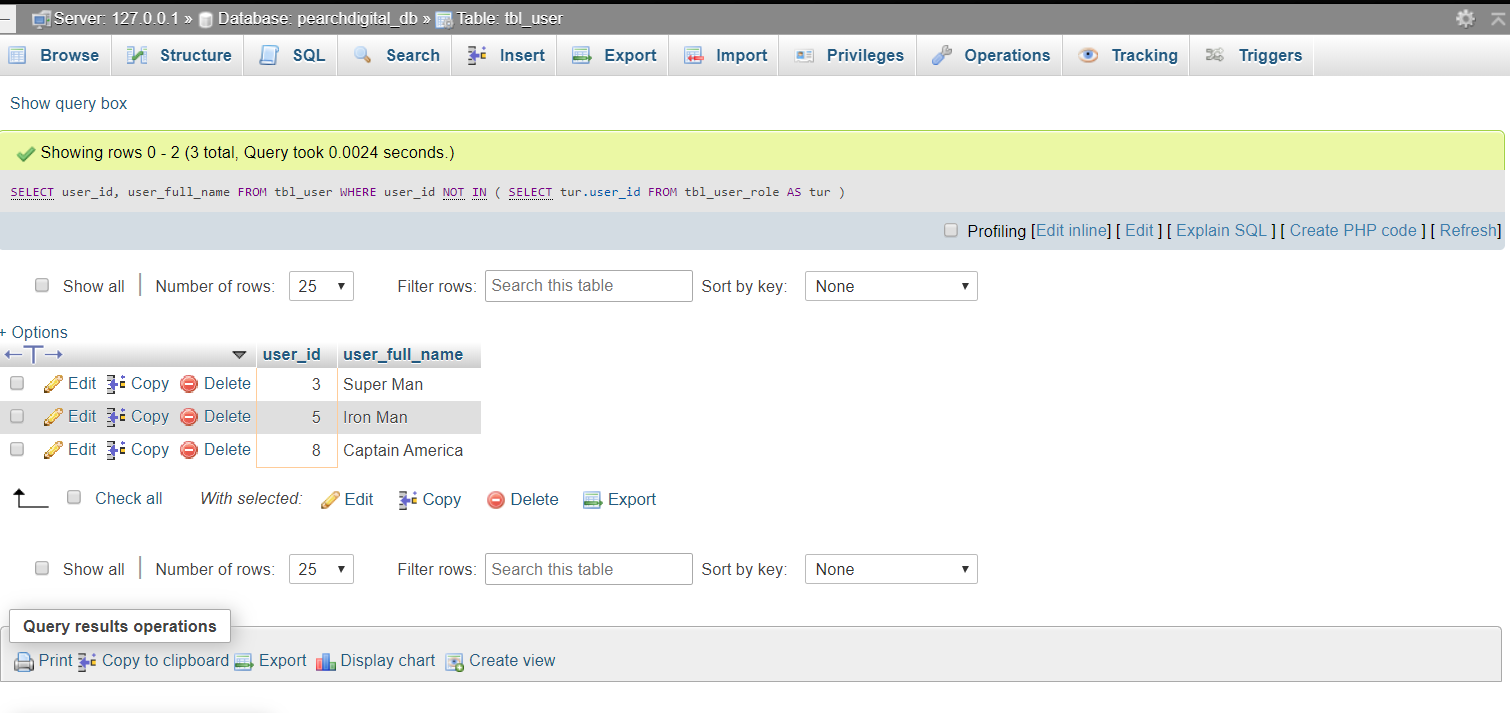 Server: 127.0.0.1 » Database: pearchdigital_db » Table: tbl_user
Browse Structure SQL Search Insert Export Import Privileges Operations Tracking Triggers
Show query box
Showing rows 0 - 2 (3 total, Query took 0.0024 seconds.)
SELECT user_id, user_full_name FROM tbl_user WHERE user_id NOT IN ( SELECT tur.user_id FROM tbl_user_role AS tur )
Profiling [Edit inline] [ Edit ] [ Explain SQL ] [ Create PHP code ] [ Refresh]
Show all Number of rows: 25 Filter rows: Search this table Sort by key: None
+ Options
←T→ user_id user_full_name
Edit Copy Delete 3 Super Man
Edit Copy Delete 5 Iron Man
Edit Copy Delete 8 Captain America
Check all With selected: Edit Copy Delete Export
Show all Number of rows: 25 Filter rows: Search this table Sort by key: None
Query results operations
Print Copy to clipboard Export Display chart Create view